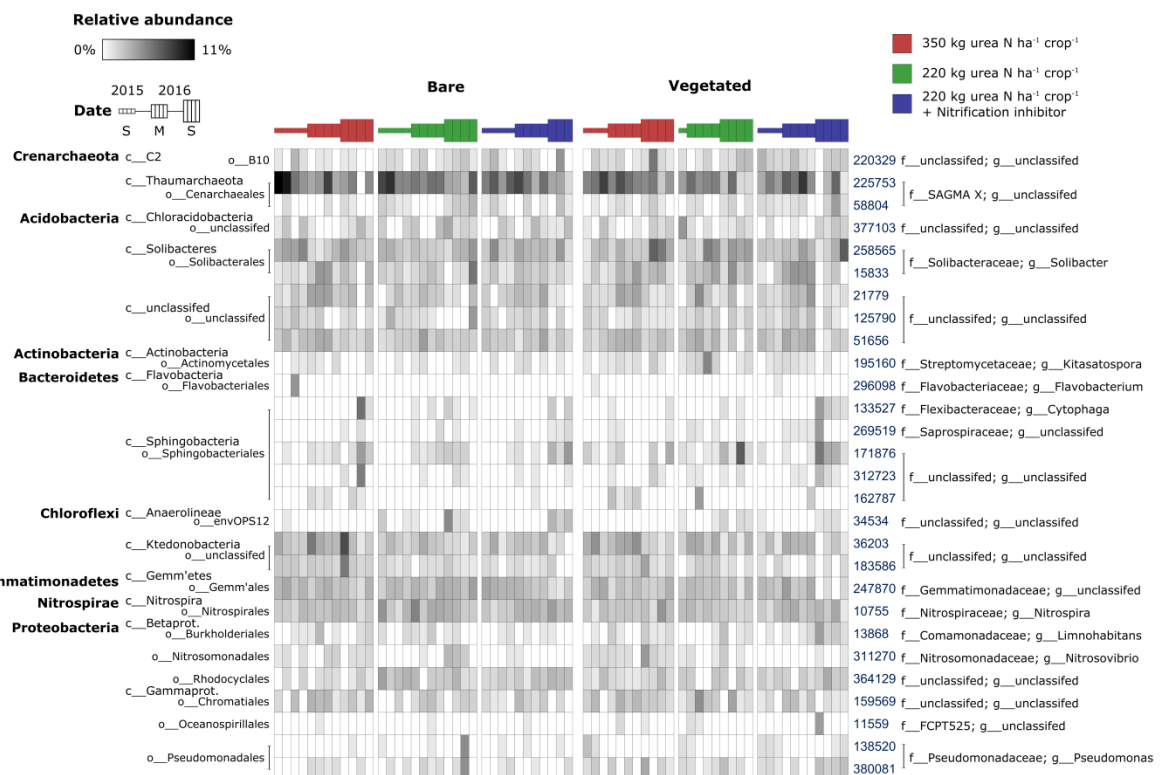 Relative abundance
0% 11%
2015 2016
Date
S M S
Bare
Vegetated
350 kg urea N ha⁻¹ crop⁻¹
220 kg urea N ha⁻¹ crop⁻¹
220 kg urea N ha⁻¹ crop⁻¹
+ Nitrification inhibitor
Crenarchaeota c__C2 o__B10 220329 f__unclassifed; g__unclassifed
c__Thaumarchaeota 225753
o__Cenarchaeales f__SAGMA X; g__unclassifed
58804
Acidobacteria c__Chloracidobacteria
o__unclassifed 377103 f__unclassifed; g__unclassifed
c__Solibacteres 258565
o__Solibacterales f__Solibacteraceae; g__Solibacter
15833
21779
c__unclassifed
o__unclassifed 125790 f__unclassifed; g__unclassifed
51656
Actinobacteria c__Actinobacteria
o__Actinomycetales 195160 f__Streptomycetaceae; g__Kitasatospora
Bacteroidetes c__Flavobacteria
o__Flavobacteriales 296098 f__Flavobacteriaceae; g__Flavobacterium
133527 f__Flexibacteraceae; g__Cytophaga
269519 f__Saprospiraceae; g__unclassifed
c__Sphingobacteria
o__Sphingobacteriales 171876
312723 f__unclassifed; g__unclassifed
162787
Chloroflexi c__Anaerolineae
o__envOPS12 34534 f__unclassifed; g__unclassifed
c__Ktedonobacteria 36203
o__unclassifed f__unclassifed; g__unclassifed
183586
mmatimonadetes c__Gemm'etes
o__Gemm'ales 247870 f__Gemmatimonadaceae; g__unclassifed
Nitrospirae c__Nitrospira
o__Nitrospirales 10755 f__Nitrospiraceae; g__Nitrospira
Proteobacteria c__Betaprot.
o__Burkholderiales 13868 f__Comamonadaceae; g__Limnohabitans
o__Nitrosomonadales 311270 f__Nitrosomonadaceae; g__Nitrosovibrio
o__Rhodocyclales 364129 f__unclassifed; g__unclassifed
c__Gammaprot.
o__Chromatiales 159569 f__unclassifed; g__unclassifed
o__Oceanospirillales 11559 f__FCPT525; g__unclassifed
138520
o__Pseudomonadales f__Pseudomonadaceae; g__Pseudomonas
380081